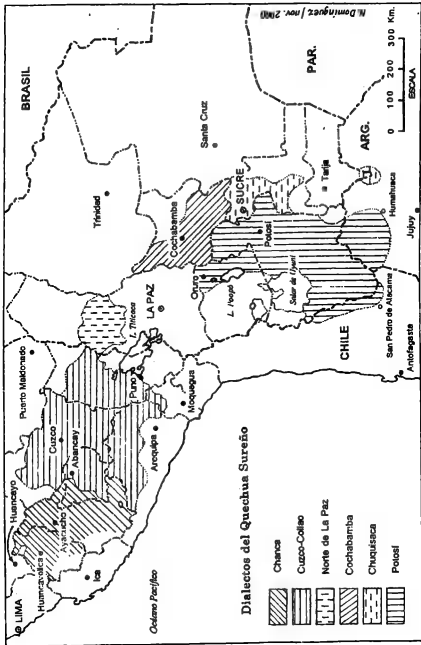 BRASIL
PAR.
ARG.
CHILE
Océano Pacífico
LIMA
Huancayo
Huancavelica
Ayacucho
Ica
Abancay
Cuzco
Puerto Maldonado
Arequipa
Puno
Moquegua
L. Titicaca
LA PAZ
Trinidad
Cochabamba
Santa Cruz
Oruro
L. Poopó
SUCRE
Potosí
Salar de Uyuni
Tarija
San Pedro de Atacama
Antofagasta
Humahuaca
Jujuy
Dialectos del Quechua Sureño
Chanca
Cuzco-Collao
Norte de La Paz
Cochabamba
Chuquisaca
Potosí
0 100 200 300 Km.
ESCALA
N. Domínguez / nov. 2000